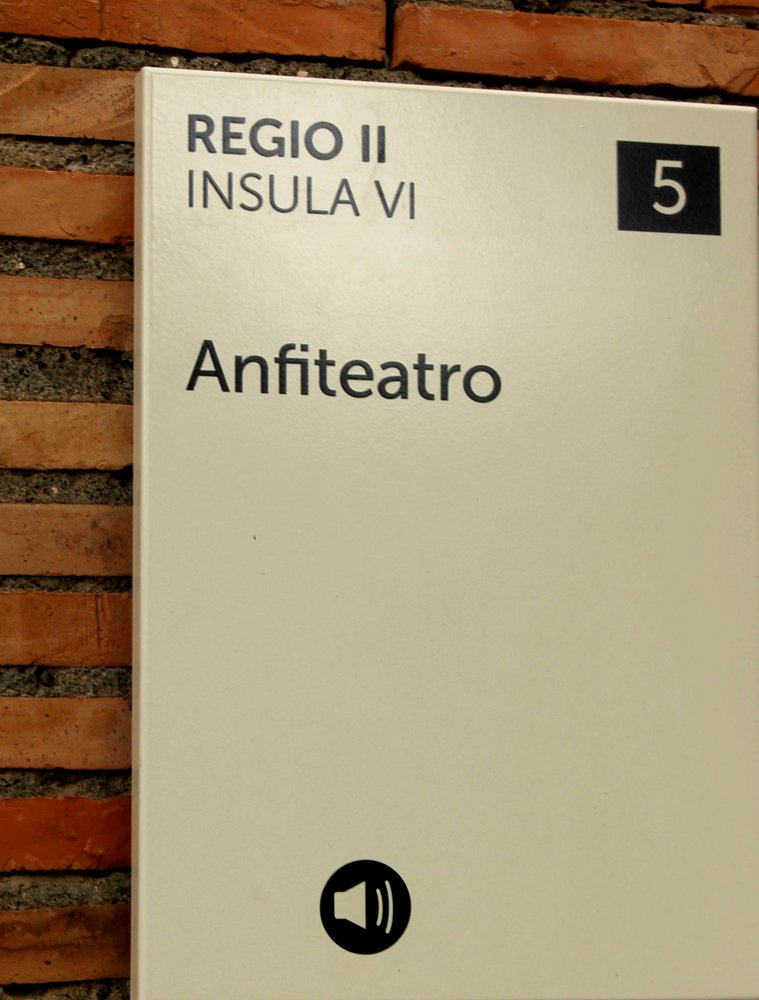 REGIO II
INSULA VI
5
Anfiteatro